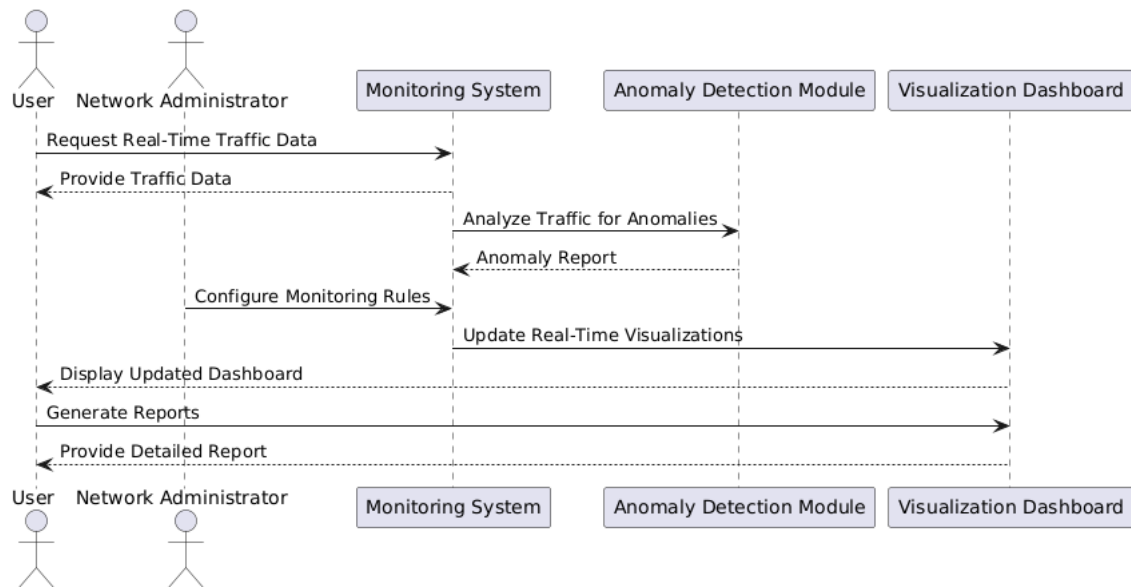 User
Network Administrator
Monitoring System
Anomaly Detection Module
Visualization Dashboard
Request Real-Time Traffic Data
Provide Traffic Data
Analyze Traffic for Anomalies
Anomaly Report
Configure Monitoring Rules
Update Real-Time Visualizations
Display Updated Dashboard
Generate Reports
Provide Detailed Report
User
Network Administrator
Monitoring System
Anomaly Detection Module
Visualization Dashboard